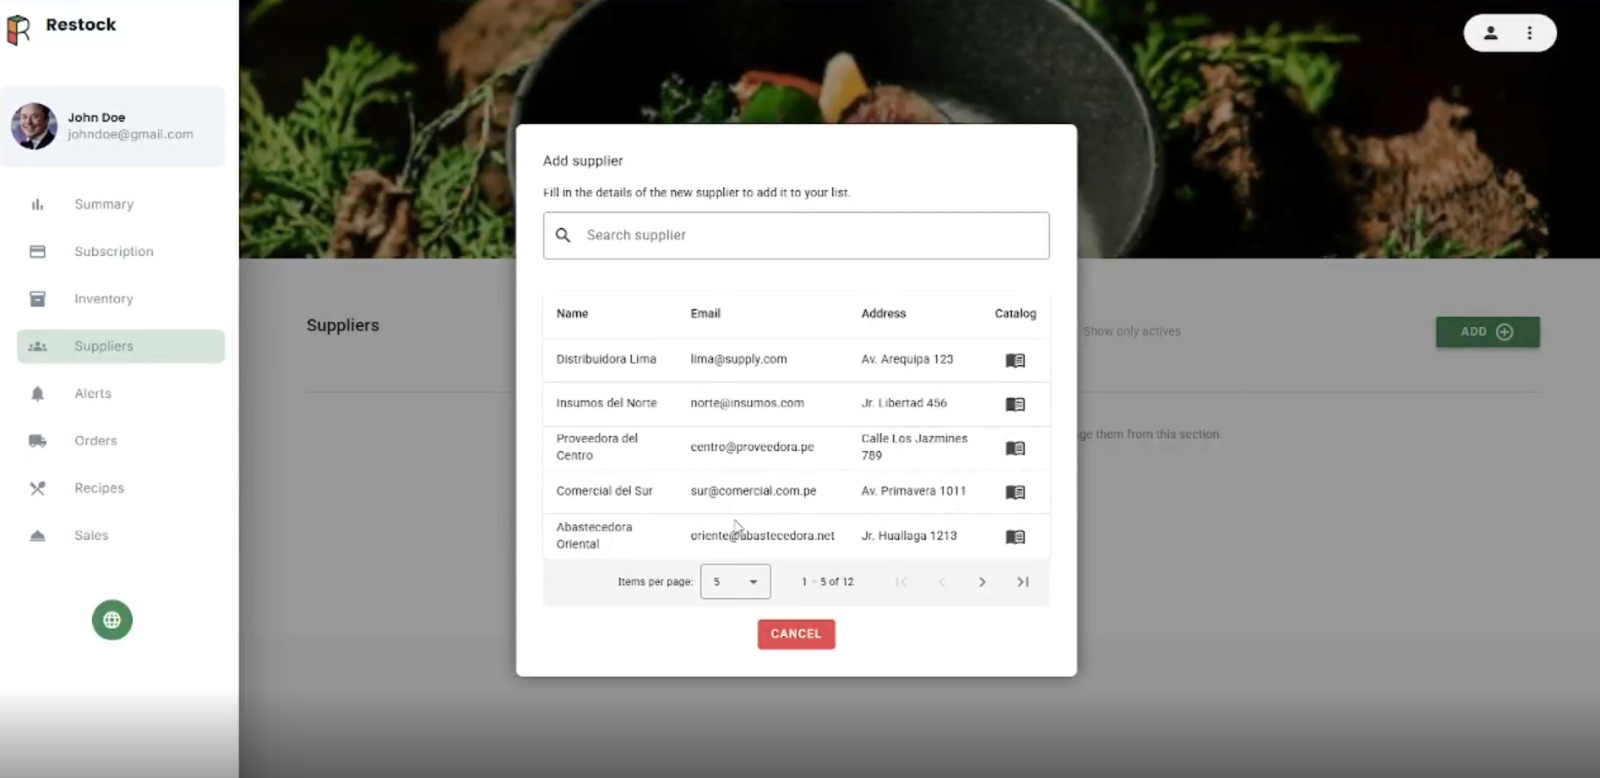 Restock
John Doe
johndoe@gmail.com
Summary
Subscription
Inventory
Suppliers
Alerts
Orders
Recipes
Sales
Suppliers
Show only actives
ADD
ge them from this section.
Add supplier
Fill in the details of the new supplier to add it to your list.
Search supplier
Name Email Address Catalog
Distribuidora Lima lima@supply.com Av. Arequipa 123
Insumos del Norte norte@insumos.com Jr. Libertad 456
Proveedora del Centro centro@proveedora.pe Calle Los Jazmines 789
Comercial del Sur sur@comercial.com.pe Av. Primavera 1011
Abastecedora Oriental oriente@abastecedora.net Jr. Huallaga 1213
Items per page: 5 1 – 5 of 12
CANCEL